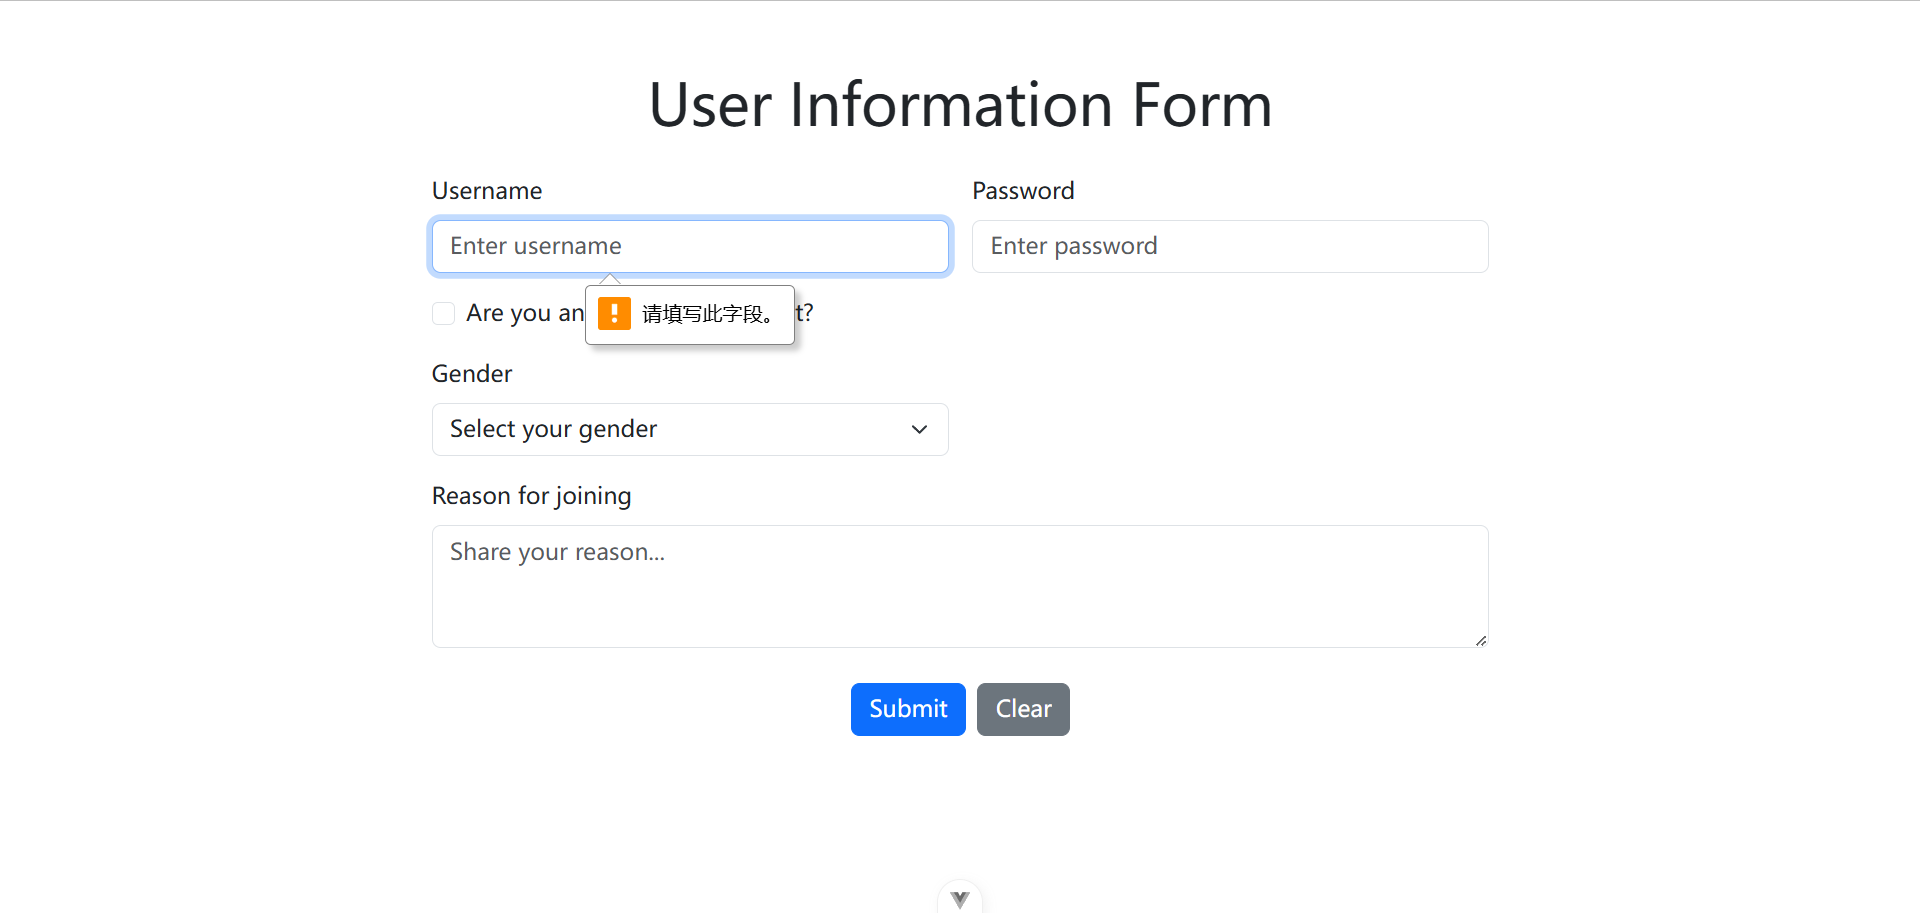 User Information Form
Username
Password
Enter username
Enter password
Are you an
请填写此字段。
t?
Gender
Select your gender
Reason for joining
Share your reason...
Submit
Clear